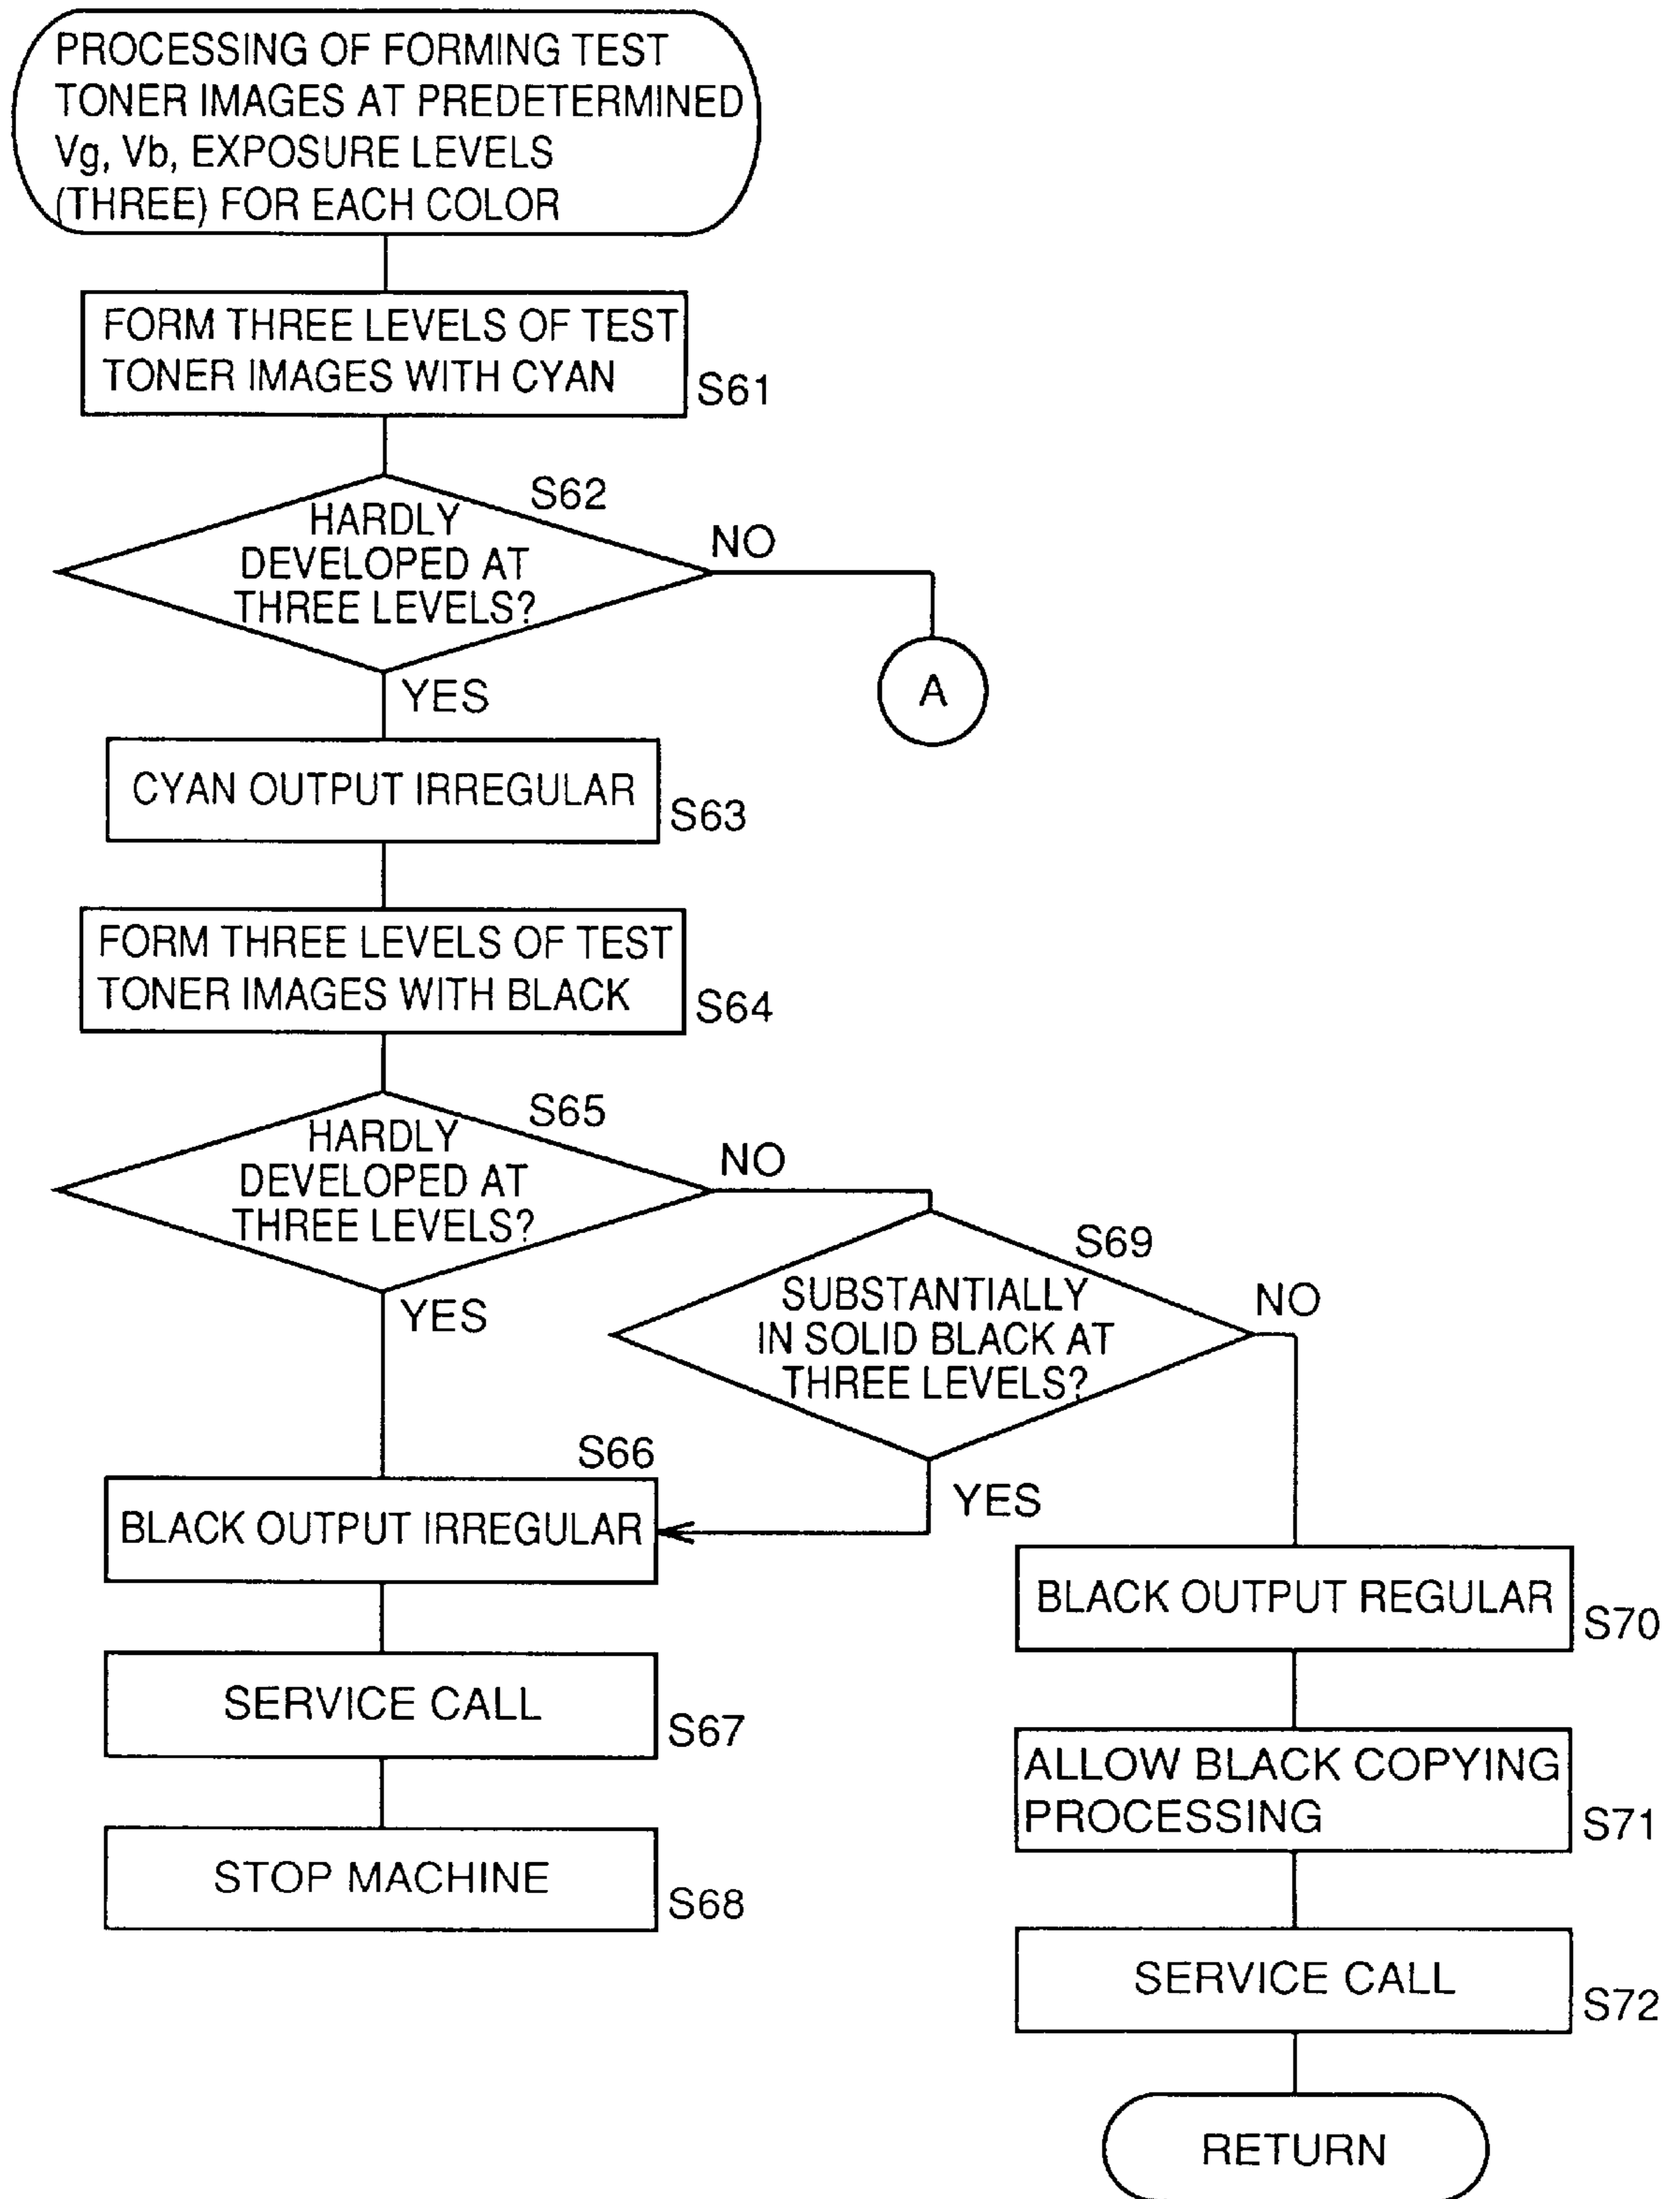 PROCESSING OF FORMING TEST
TONER IMAGES AT PREDETERMINED
Vg, Vb, EXPOSURE LEVELS
(THREE) FOR EACH COLOR
FORM THREE LEVELS OF TEST
TONER IMAGES WITH CYAN
S61
S62
HARDLY
DEVELOPED AT
THREE LEVELS?
NO
A
YES
CYAN OUTPUT IRREGULAR
S63
FORM THREE LEVELS OF TEST
TONER IMAGES WITH BLACK
S64
S65
HARDLY
DEVELOPED AT
THREE LEVELS?
NO
YES
S69
SUBSTANTIALLY
IN SOLID BLACK AT
THREE LEVELS?
NO
YES
S66
BLACK OUTPUT IRREGULAR
SERVICE CALL
S67
STOP MACHINE
S68
BLACK OUTPUT REGULAR
S70
ALLOW BLACK COPYING
PROCESSING
S71
SERVICE CALL
S72
RETURN